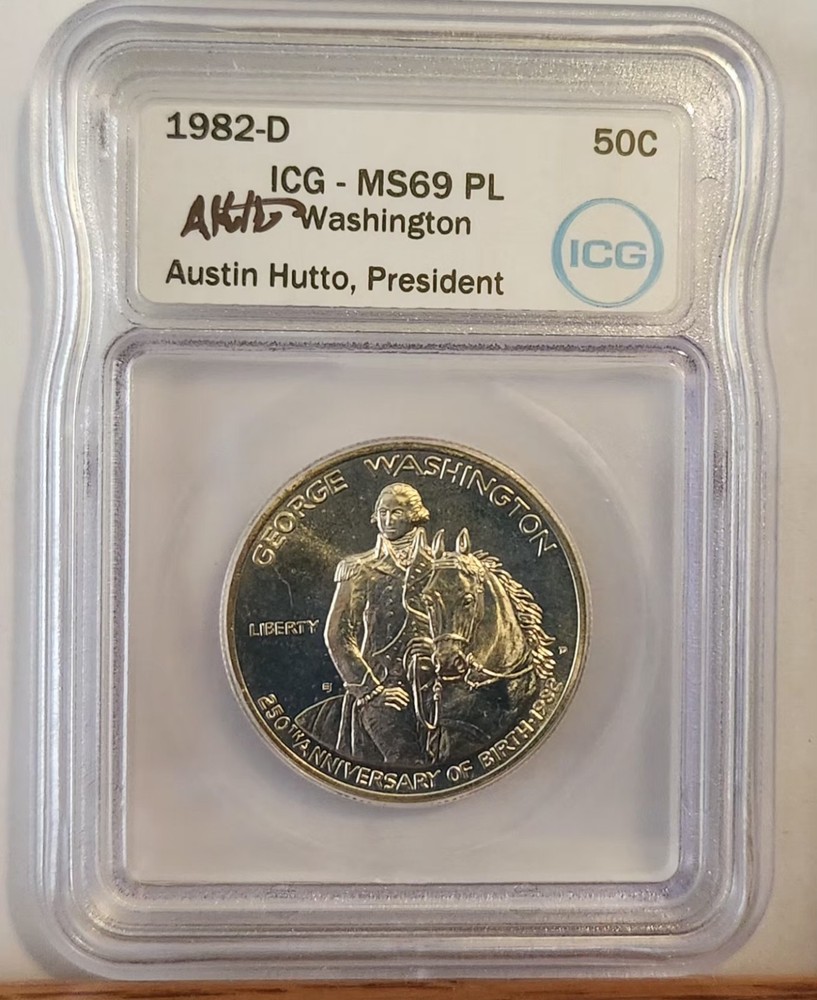 1982-D
50C
ICG - MS69 PL
Washington
Austin Hutto, President
ICG
GEORGE WASHINGTON
LIBERTY
EJ
250TH ANNIVERSARY OF BIRTH·1982